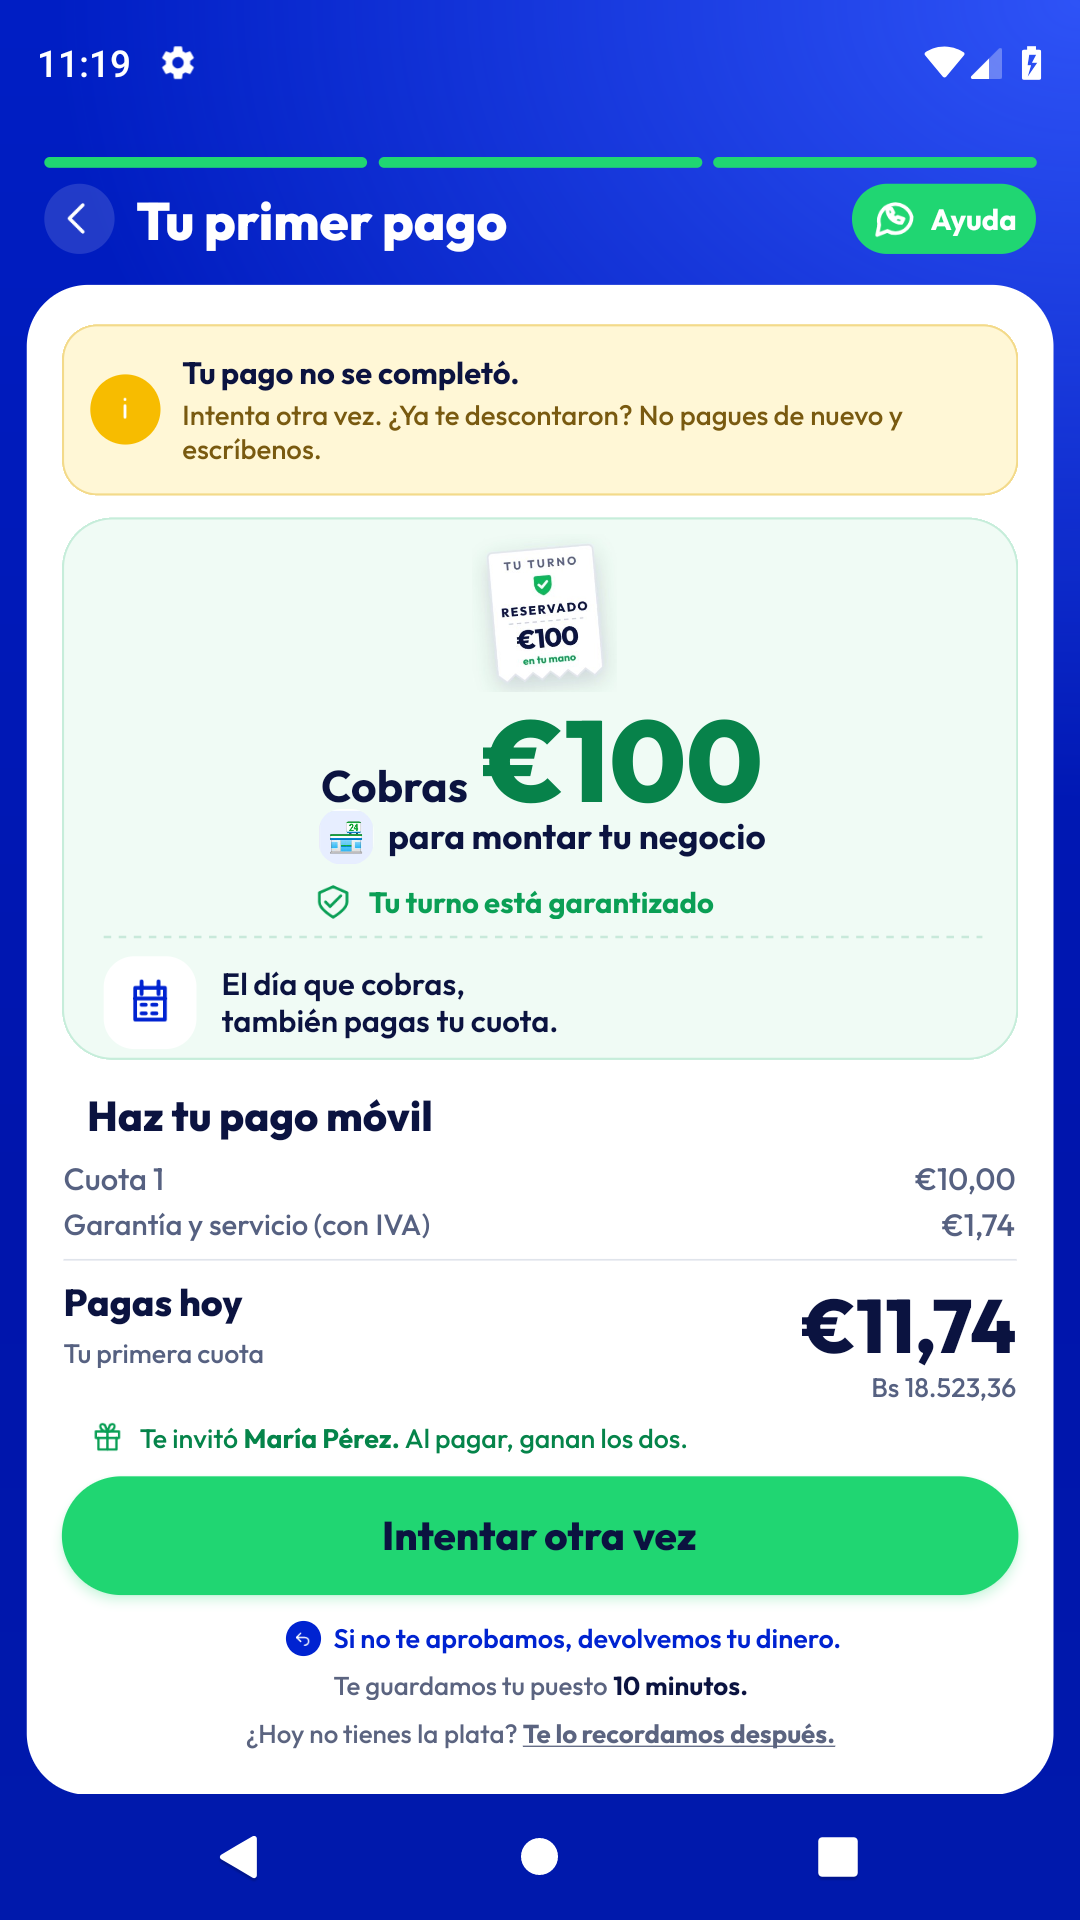 11:19
Tu primer pago
Ayuda
Tu pago no se completó.
Intenta otra vez. ¿Ya te descontaron? No pagues de nuevo y
escríbenos.
TU TURNO
RESERVADO
€100
en tu mano
Cobras €100
24
para montar tu negocio
Tu turno está garantizado
El día que cobras,
también pagas tu cuota.
Haz tu pago móvil
Cuota 1 €10,00
Garantía y servicio (con IVA) €1,74
Pagas hoy €11,74
Tu primera cuota
Bs 18.523,36
Te invitó María Pérez. Al pagar, ganan los dos.
Intentar otra vez
Si no te aprobamos, devolvemos tu dinero.
Te guardamos tu puesto 10 minutos.
¿Hoy no tienes la plata? Te lo recordamos después.